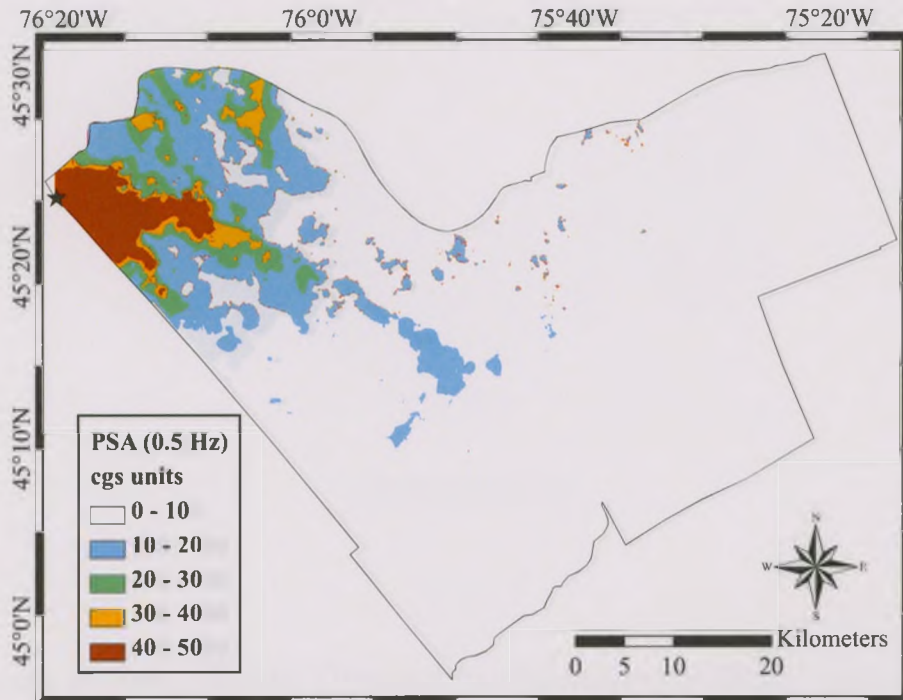 76°20'W 76°0'W 75°40'W 75°20'W
45°30'N
45°20'N
45°10'N
45°0'N
PSA (0.5 Hz)
cgs units
0 - 10
10 - 20
20 - 30
30 - 40
40 - 50
N
W E
S
Kilometers
0 5 10 20